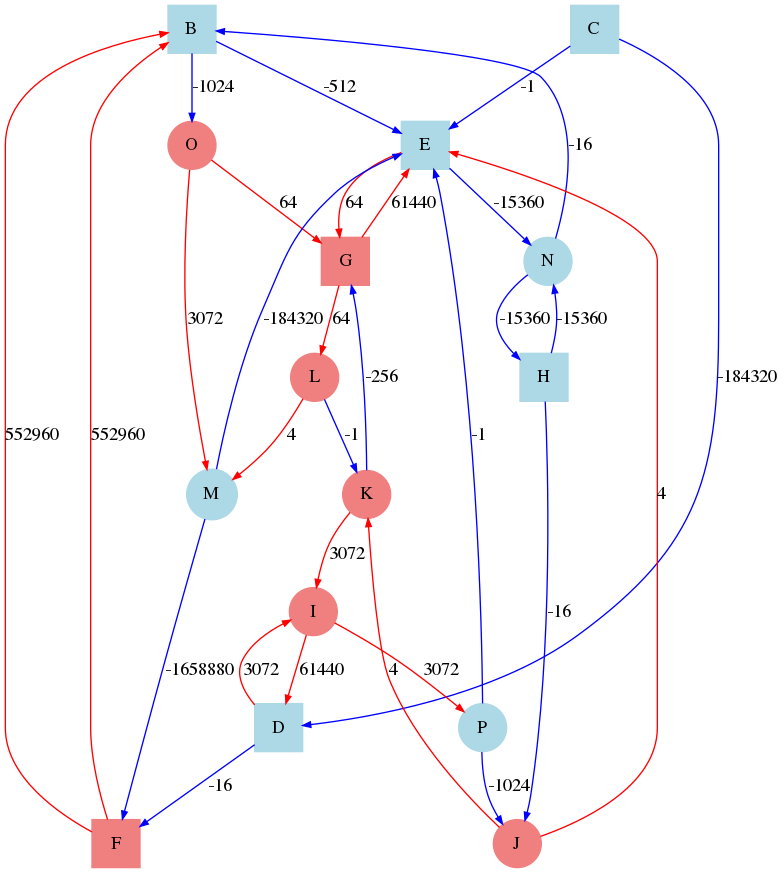 B C
-1024 -512 -1
O E -16
64 64 61440 -15360
G N
3072 -184320 64 -15360 -15360
L -256 H -184320
552960 552960 4 -1 -1 4
M K
3072 -16
I
-1658880 3072 61440 3072 4
D P
-16 -1024
F J